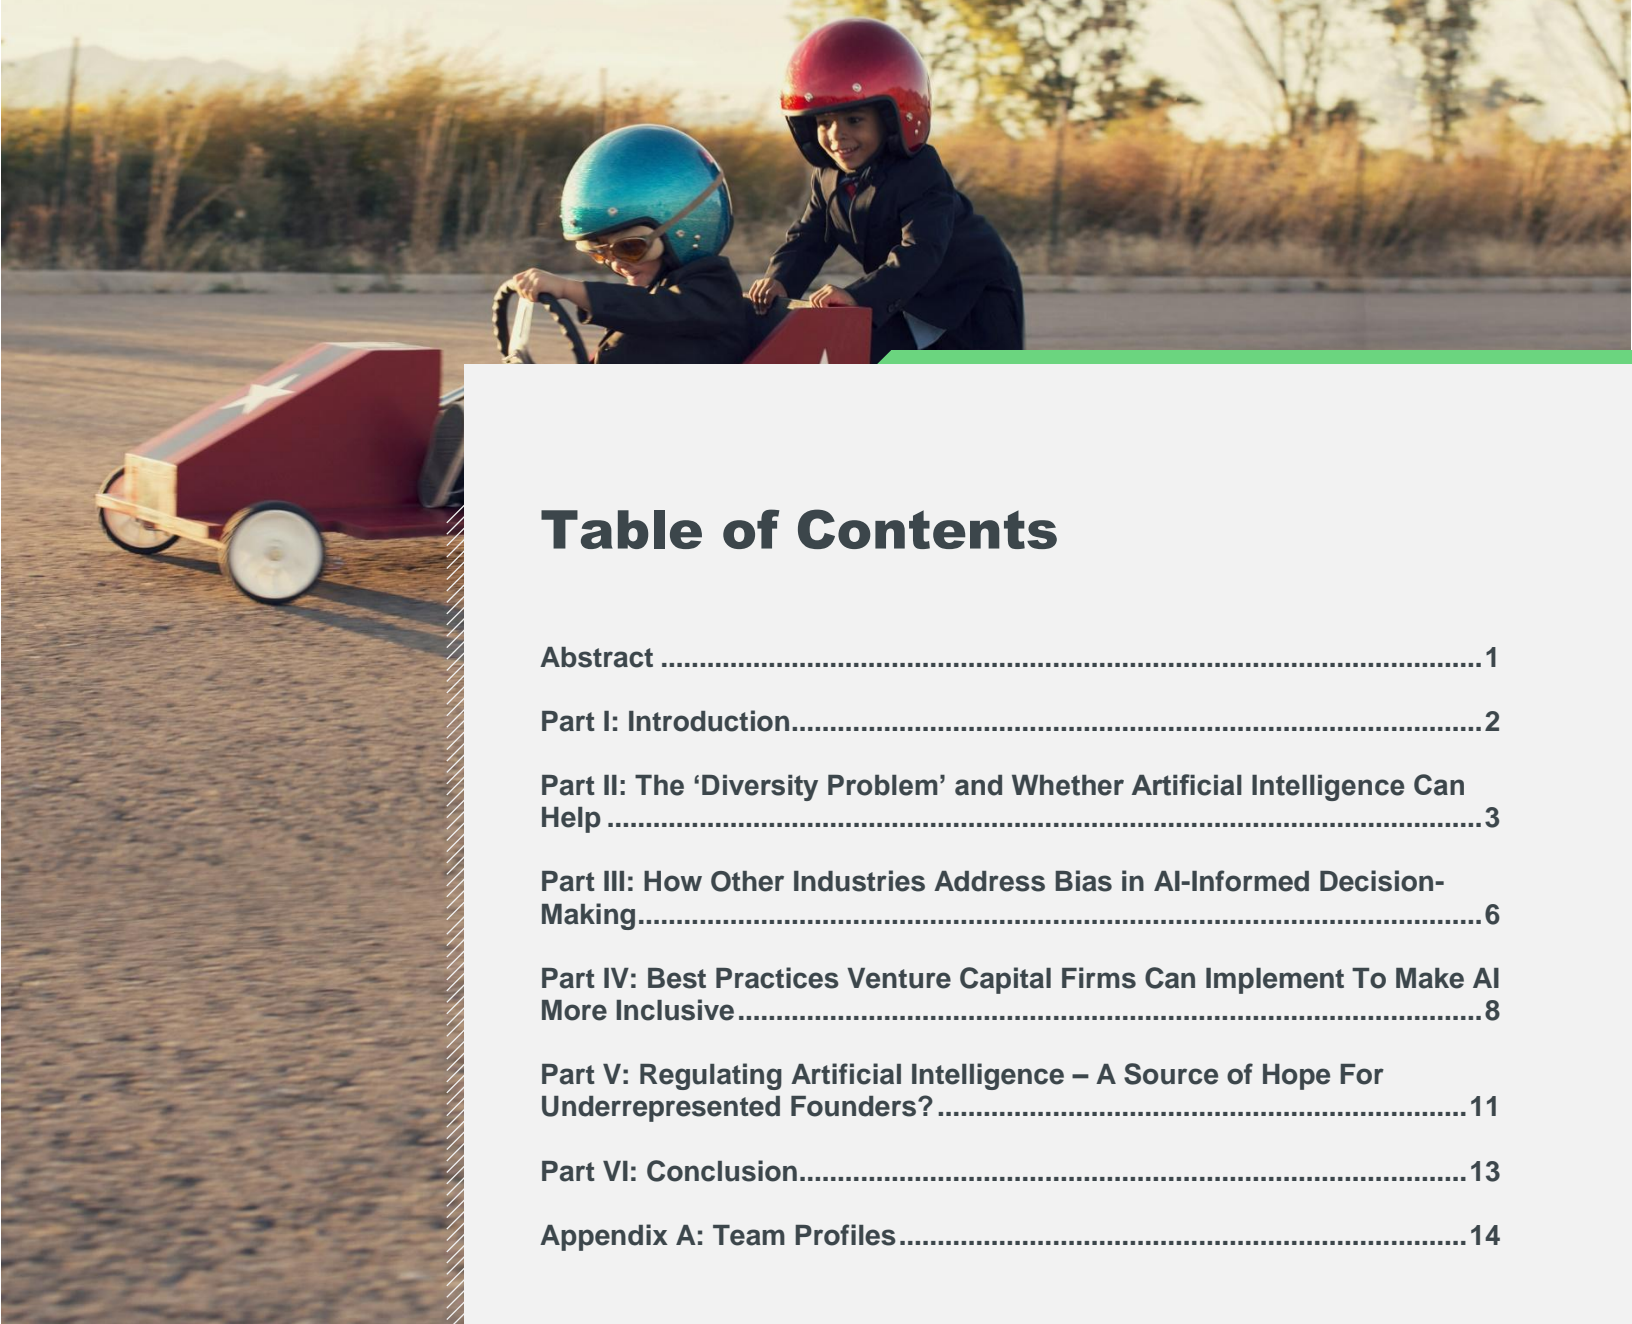 Table of Contents
Abstract ........................................................................................................... 1
Part I: Introduction.......................................................................................... 2
Part II: The ‘Diversity Problem’ and Whether Artificial Intelligence Can
Help .................................................................................................................. 3
Part III: How Other Industries Address Bias in AI-Informed Decision-
Making.............................................................................................................. 6
Part IV: Best Practices Venture Capital Firms Can Implement To Make AI
More Inclusive................................................................................................. 8
Part V: Regulating Artificial Intelligence – A Source of Hope For
Underrepresented Founders?..................................................................... 11
Part VI: Conclusion....................................................................................... 13
Appendix A: Team Profiles.......................................................................... 14